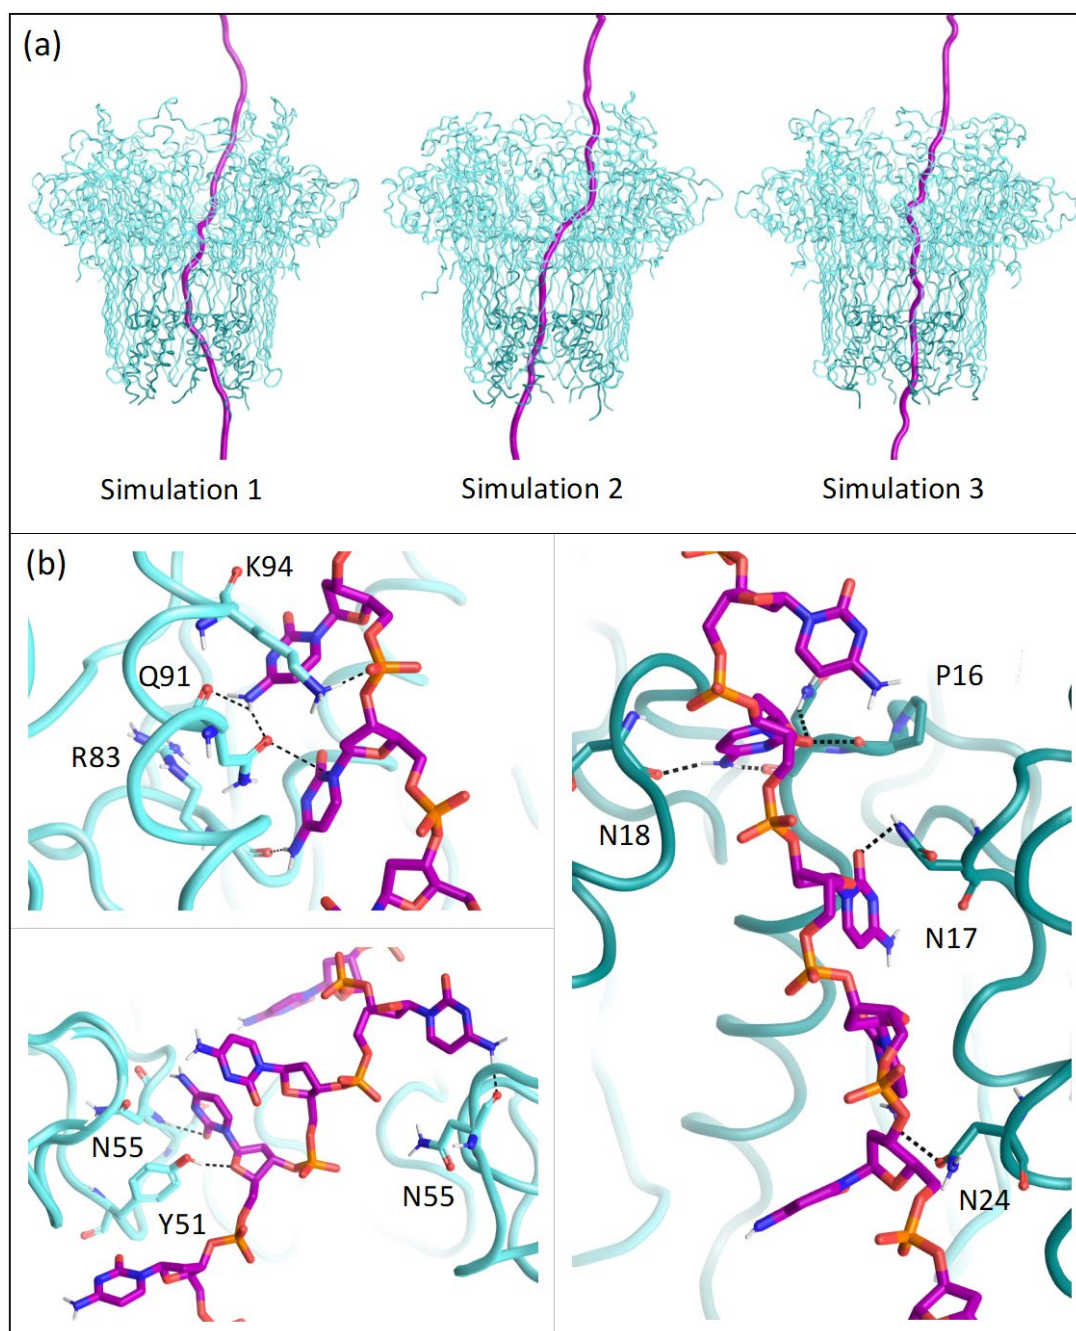 (a)
Simulation 1
Simulation 2
Simulation 3
(b)
K94
Q91
R83
N55
Y51
N55
P16
N18
N17
N24